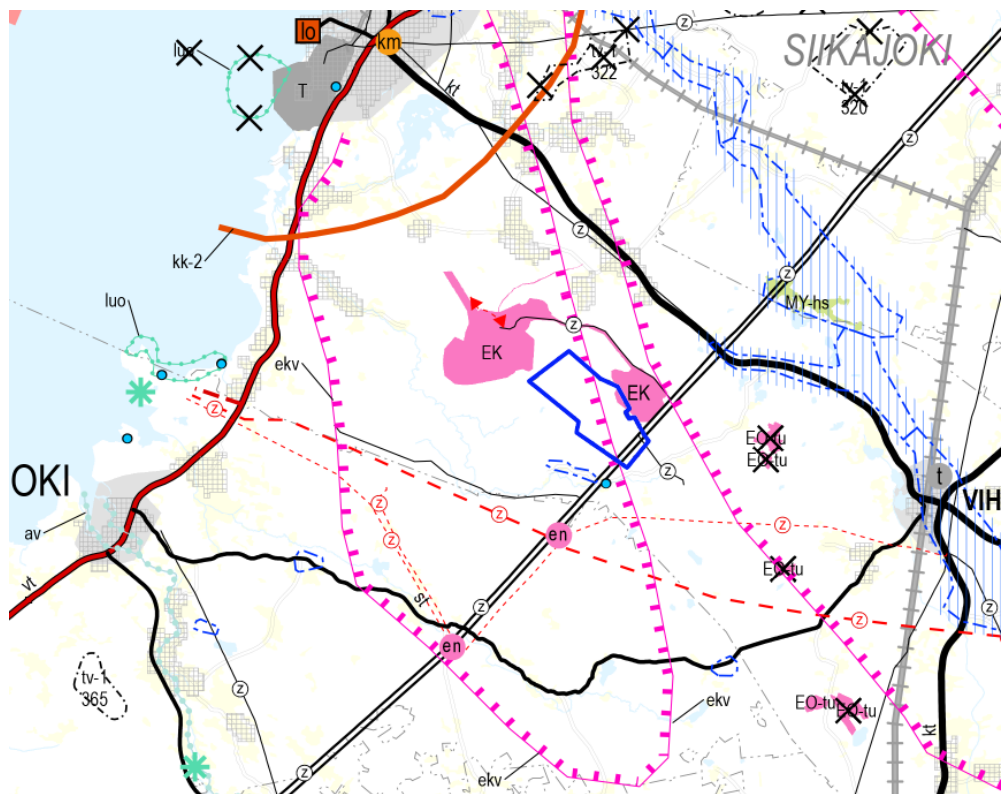 lo
km
luo
T
kt
322
SIIKAJOKI
tv-1
320
z
z
z
kk-2
z
MY-hs
luo
z
EK
ekv
EK
z
EO-tu
EO-tu
z
OKI
t
VIH
av
en
z
z
EO-tu
vt
st
z
z
en
tv-1
365
z
ekv
EO-tu
EO-tu
kt
z
ekv